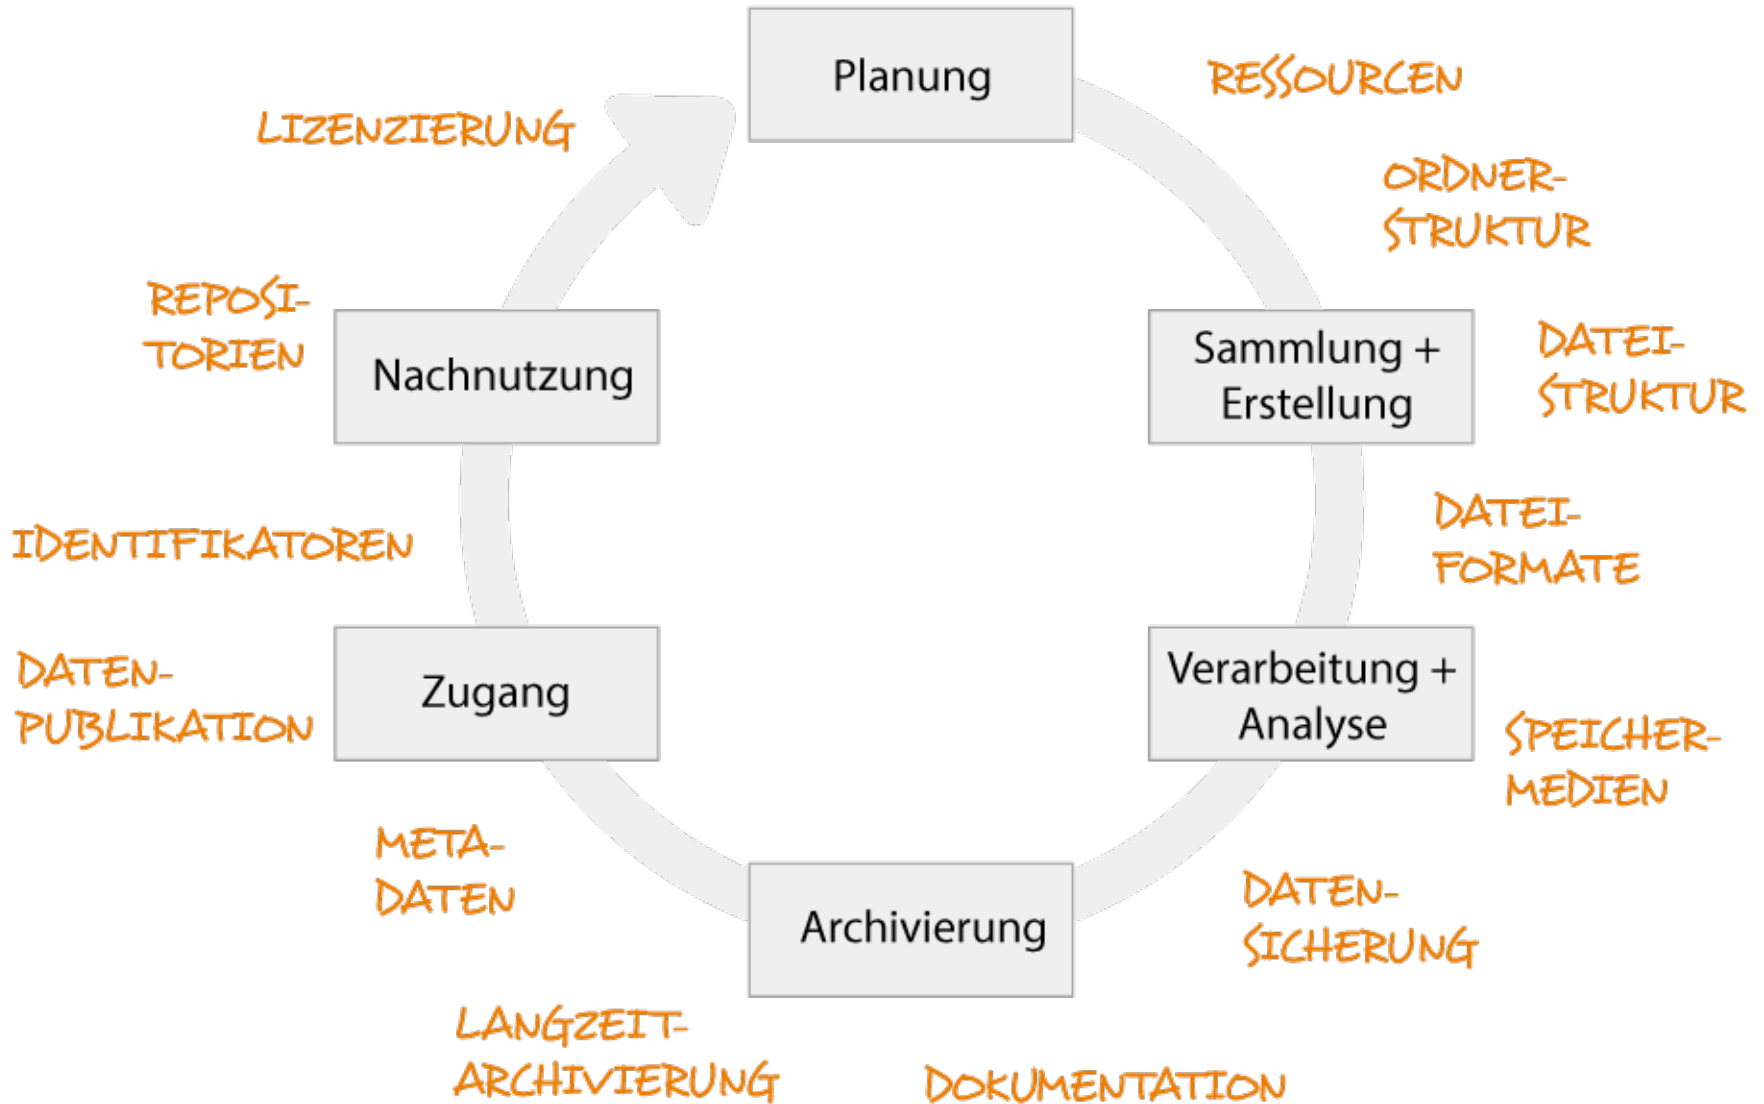 Planung
RESSOURCEN
ORDNER-
STRUKTUR
Sammlung +
Erstellung
DATEI-
STRUKTUR
DATEI-
FORMATE
Verarbeitung +
Analyse
SPEICHER-
MEDIEN
DATEN-
SICHERUNG
Archivierung
DOKUMENTATION
LANGZEIT-
ARCHIVIERUNG
META-
DATEN
Zugang
DATEN-
PUBLIKATION
IDENTIFIKATOREN
Nachnutzung
REPOSI-
TORIEN
LIZENZIERUNG